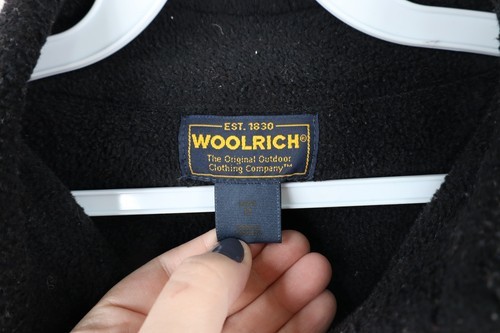 EST. 1830
WOOLRICH®
The Original Outdoor
Clothing Company™